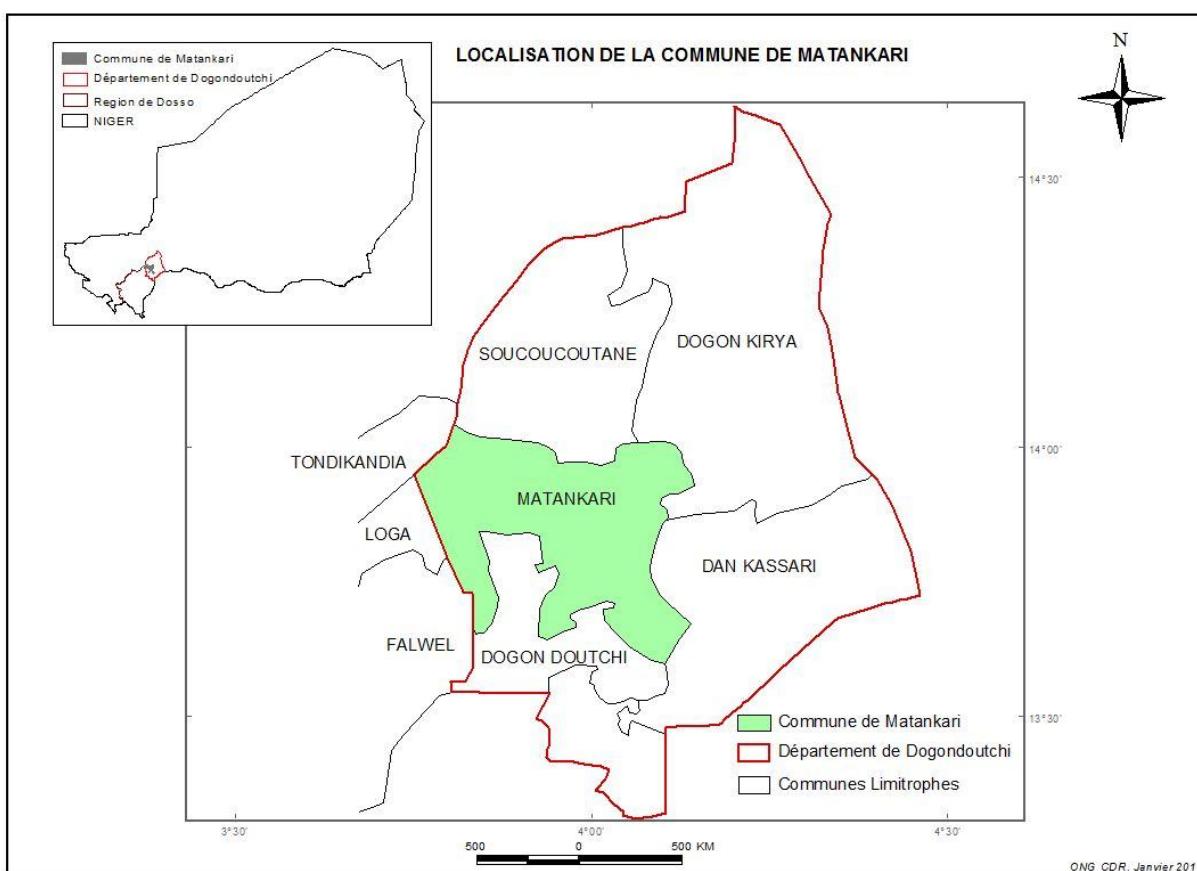 LOCALISATION DE LA COMMUNE DE MATANKARI
N
Commune de Matankari
Département de Dogondoutchi
Region de Dosso
NIGER
14°30'
SOUCOUCOUTANE
DOGON KIRYA
14°00'
TONDIKANDIA
MATANKARI
LOGA
DAN KASSARI
FALWEL
DOGON DOUTCHI
13°30'
Commune de Matankari
Département de Dogondoutchi
Communes Limitrophes
3°30'
4°00'
4°30'
500 0 500 KM
ONG CDR, Janvier 201